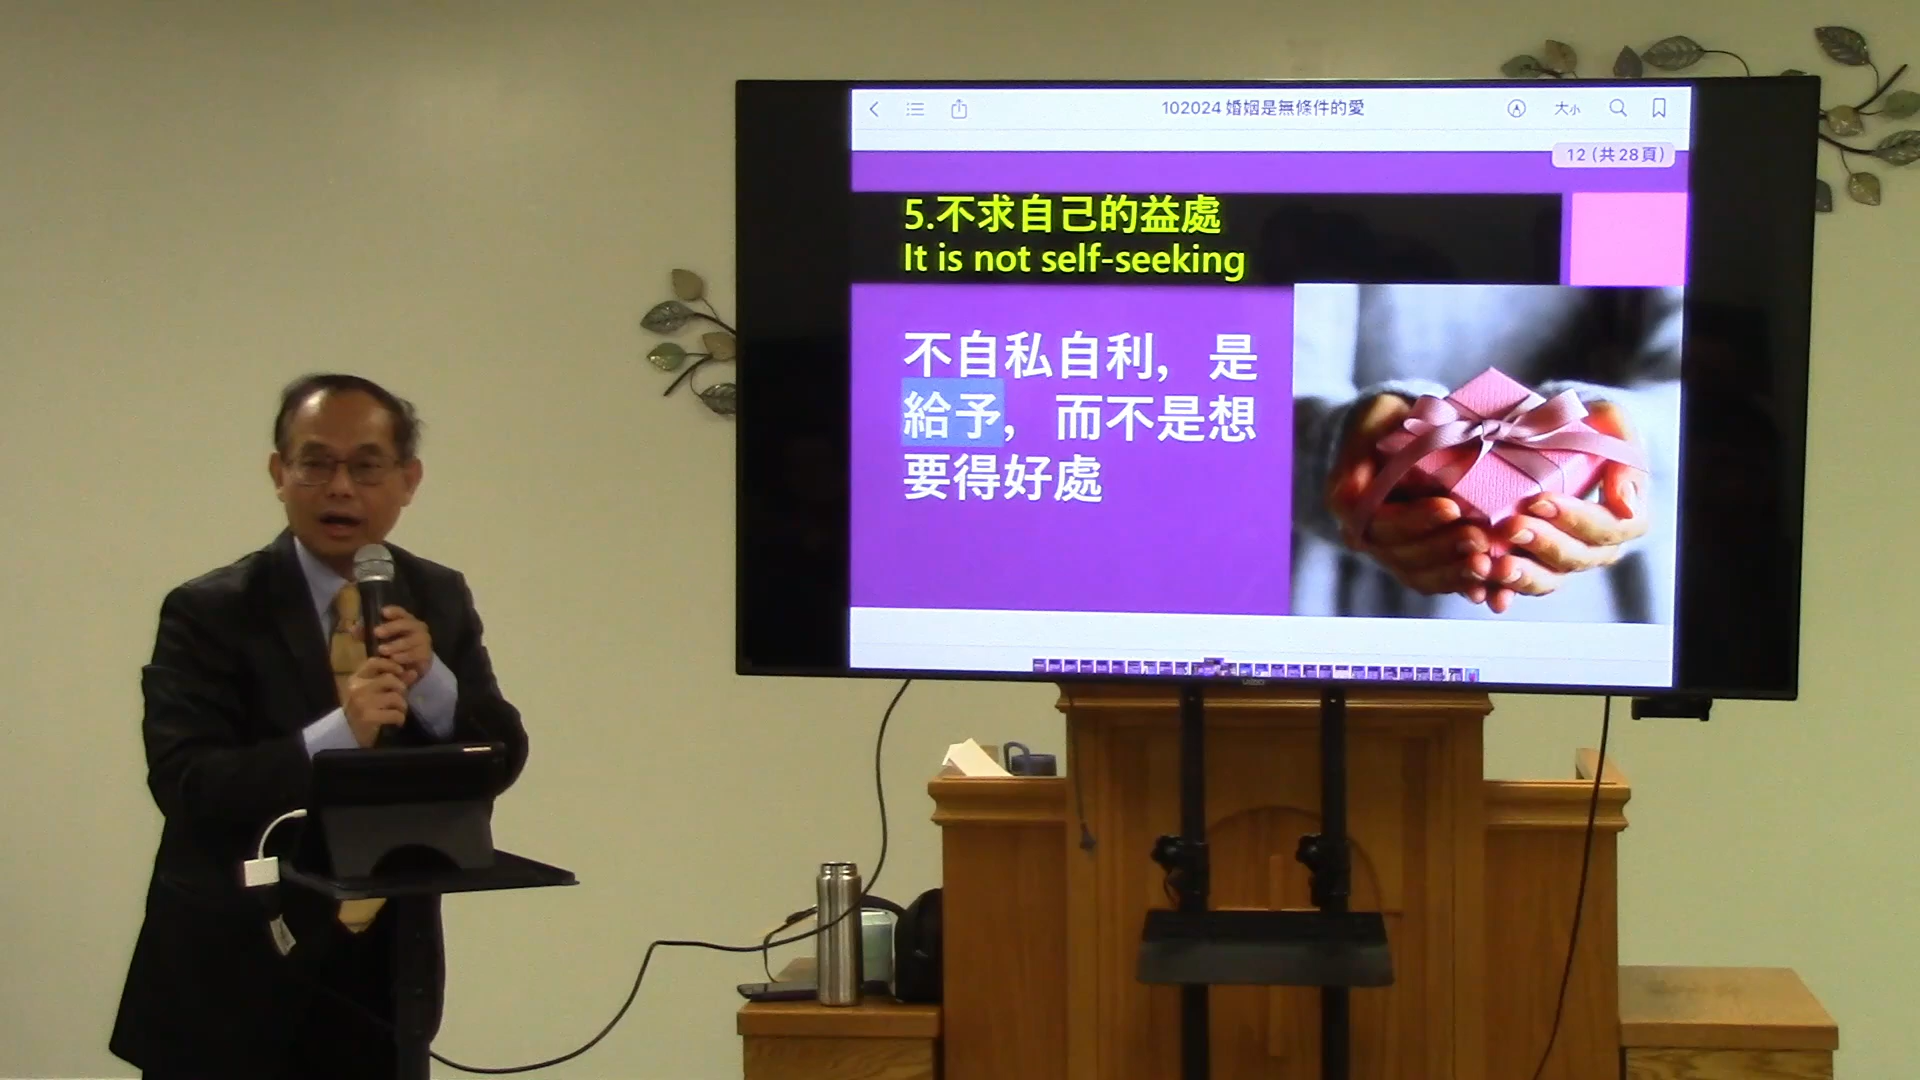 102024 婚姻是無條件的愛
大小
12 (共28頁)
5.不求自己的益處
It is not self-seeking
不自私自利，是
給予，而不是想
要得好處